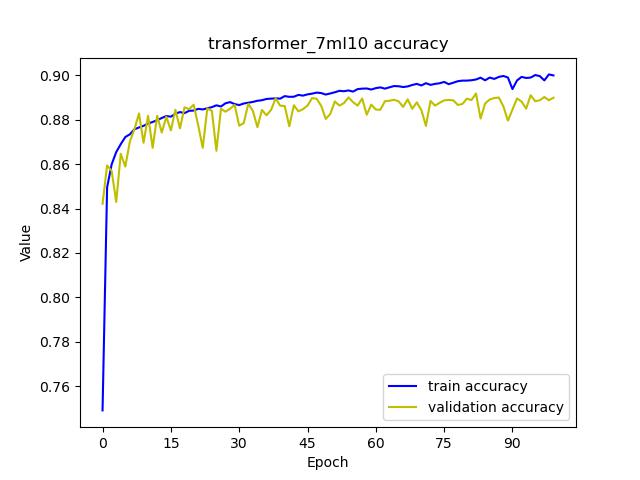 transformer_7ml10 accuracy
0.90
0.88
0.86
0.84
0.82
0.80
0.78
0.76
Value
train accuracy
validation accuracy
0 15 30 45 60 75 90
Epoch